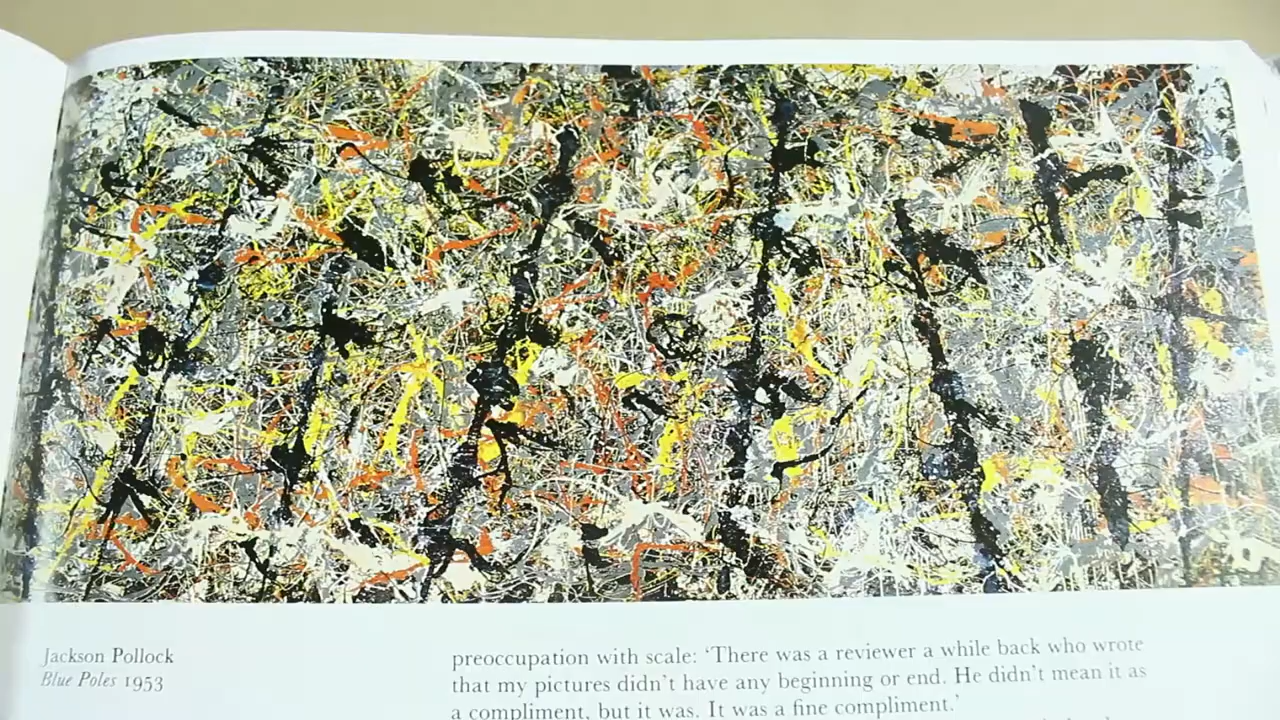 Jackson Pollock
Blue Poles 1953
preoccupation with scale: ‘There was a reviewer a while back who wrote
that my pictures didn’t have any beginning or end. He didn’t mean it as
a compliment, but it was. It was a fine compliment.’